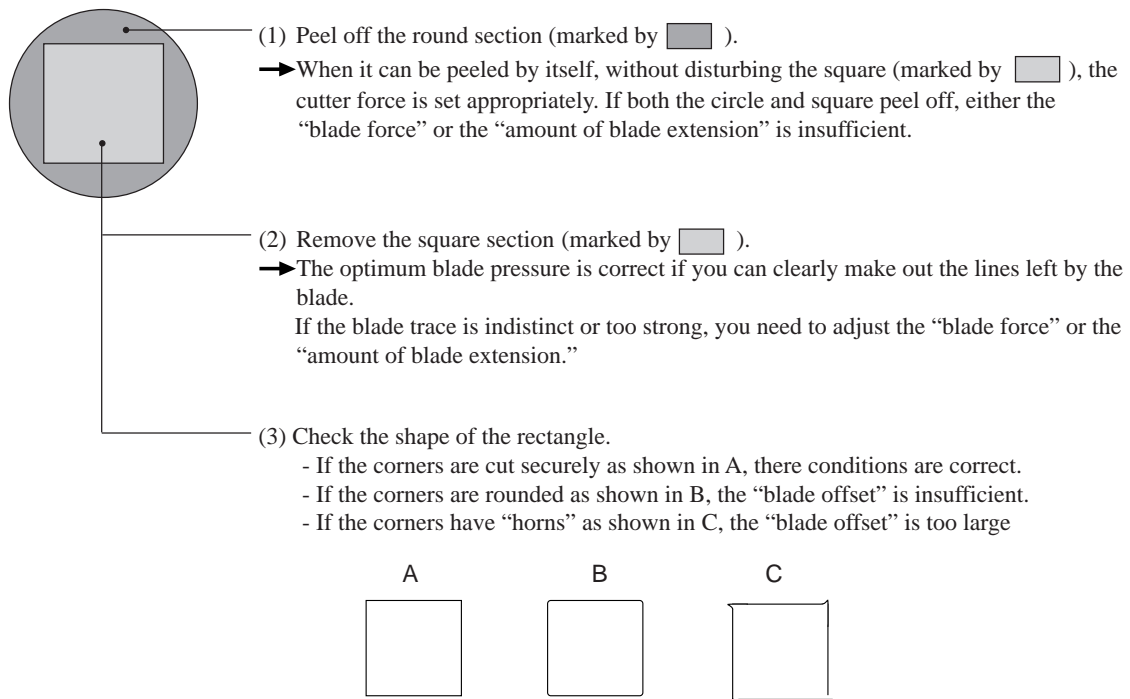 (1) Peel off the round section (marked by ).
When it can be peeled by itself, without disturbing the square (marked by ), the
cutter force is set appropriately. If both the circle and square peel off, either the
“blade force” or the “amount of blade extension” is insufficient.
(2) Remove the square section (marked by ).
The optimum blade pressure is correct if you can clearly make out the lines left by the
blade.
If the blade trace is indistinct or too strong, you need to adjust the “blade force” or the
“amount of blade extension.”
(3) Check the shape of the rectangle.
- If the corners are cut securely as shown in A, there conditions are correct.
- If the corners are rounded as shown in B, the “blade offset” is insufficient.
- If the corners have “horns” as shown in C, the “blade offset” is too large
A B C